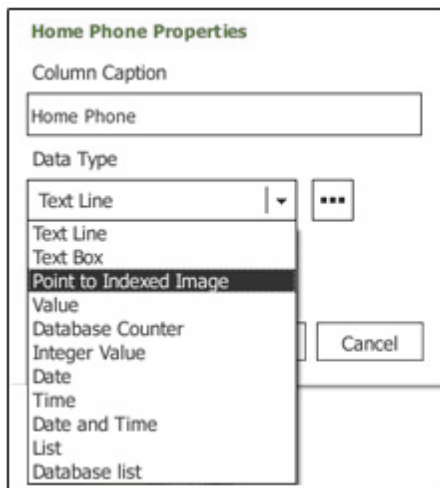 Home Phone Properties
Column Caption
Home Phone
Data Type
Text Line
Text Line
Text Box
Point to Indexed Image
Value
Database Counter
Integer Value
Date
Time
Date and Time
List
Database list
Cancel